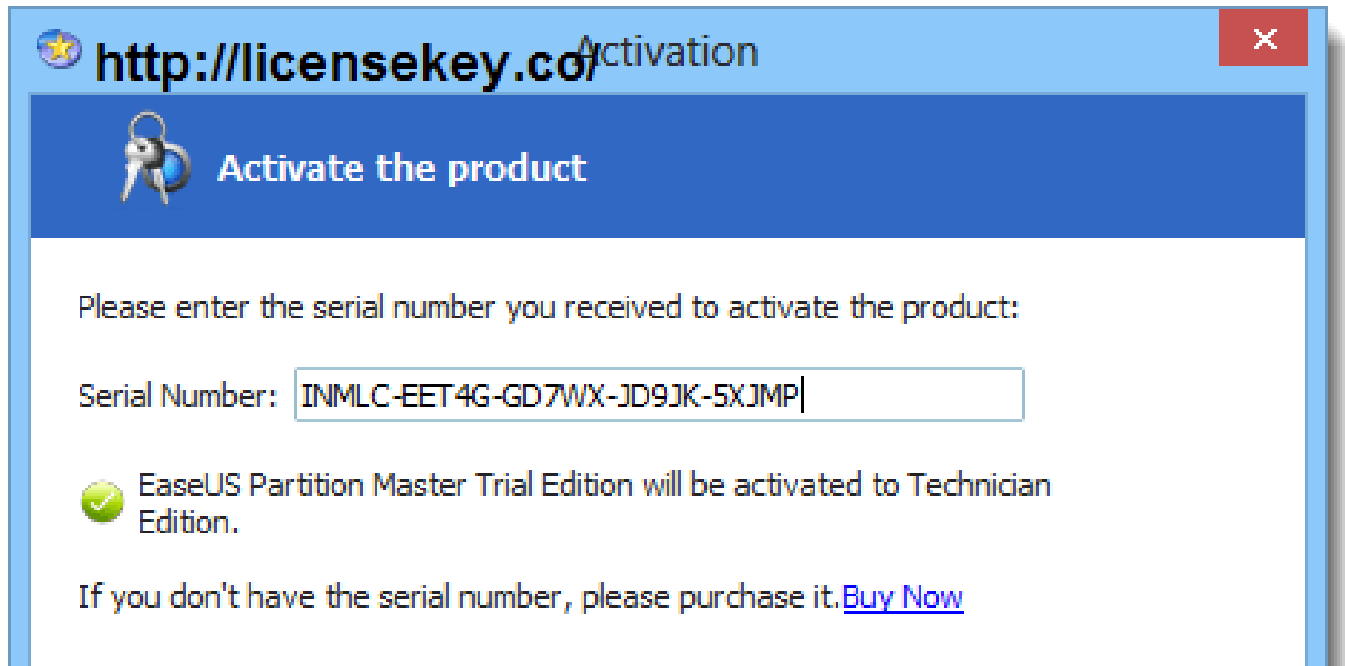 http://licensekey.co/
Activation
Activate the product
Please enter the serial number you received to activate the product:
Serial Number: INMLC-EET4G-GD7WX-JD9JK-5XJMP
EaseUS Partition Master Trial Edition will be activated to Technician
Edition.
If you don't have the serial number, please purchase it. Buy Now